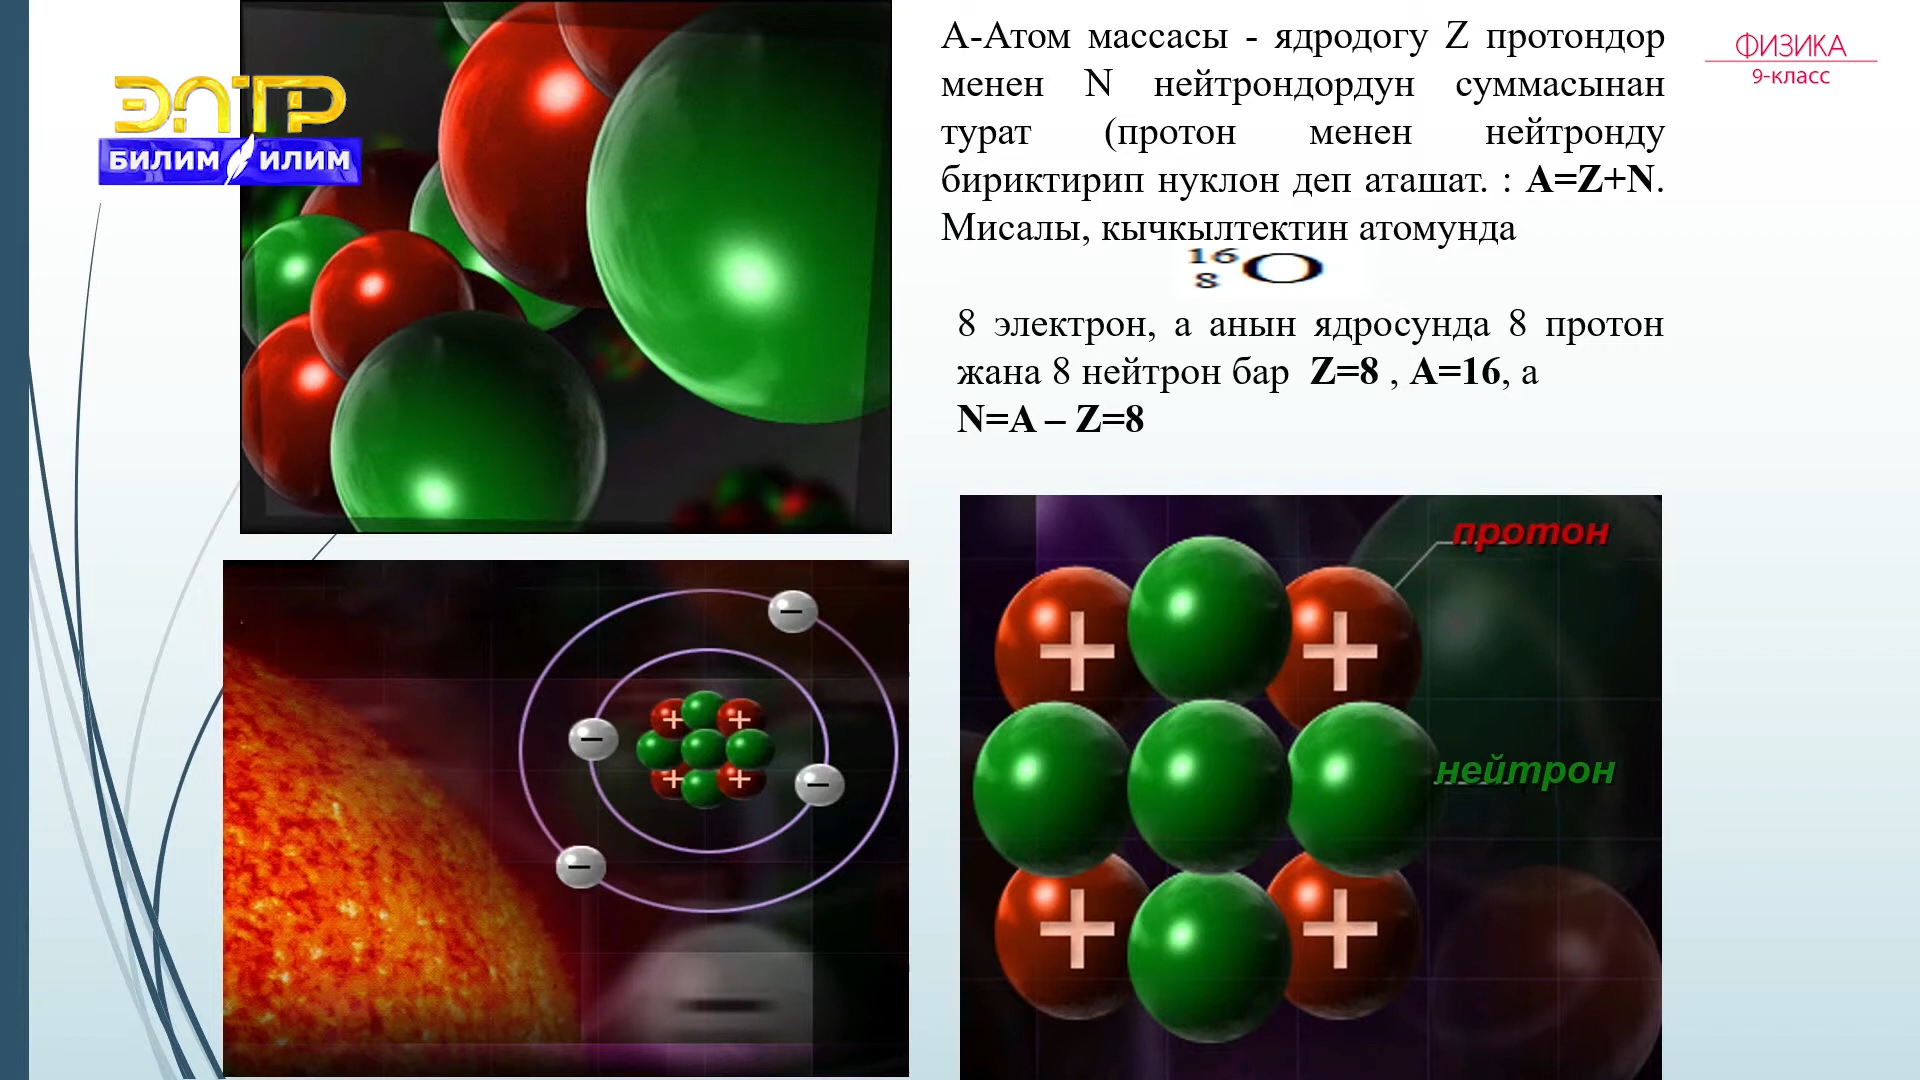 ЭЛТР
БИЛИМ ИЛИМ
А-Атом массасы - ядродогу Z протондор
менен N нейтрондордун суммасынан
турат (протон менен нейтронду
бириктирип нуклон деп аташат. : A=Z+N.
Мисалы, кычкылтектин атомунда
16
8 O
8 электрон, а анын ядросунда 8 протон
жана 8 нейтрон бар Z=8 , A=16, а
N=A – Z=8
ФИЗИКА
9-класс
протон
нейтрон